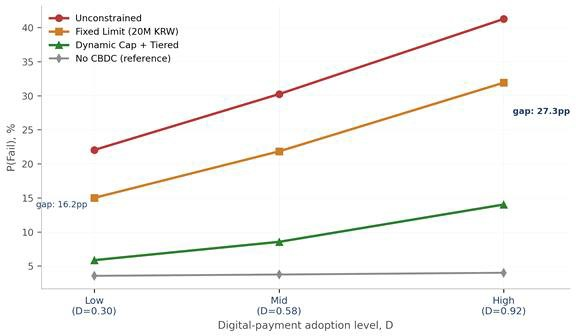 Unconstrained
Fixed Limit (20M KRW)
Dynamic Cap + Tiered
No CBDC (reference)
P(Fail), %
40
35
30
25
20
15
10
5
gap: 16.2pp
gap: 27.3pp
Low
(D=0.30)
Mid
(D=0.58)
High
(D=0.92)
Digital-payment adoption level, D